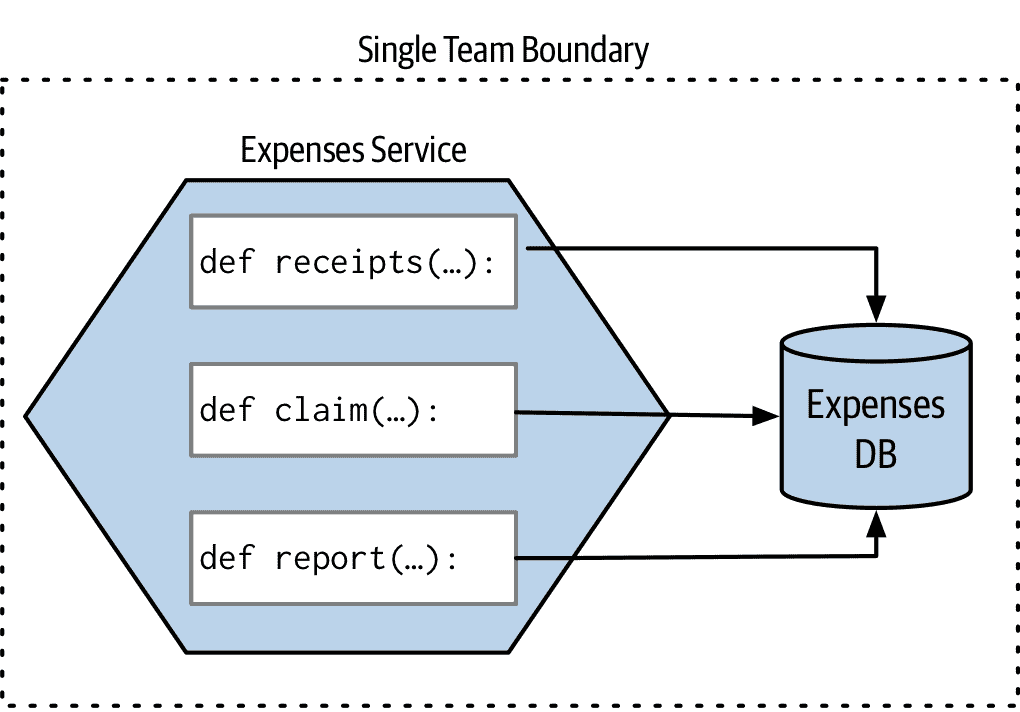 Single Team Boundary
Expenses Service
def receipts(…):
def claim(…):
def report(…):
Expenses
DB